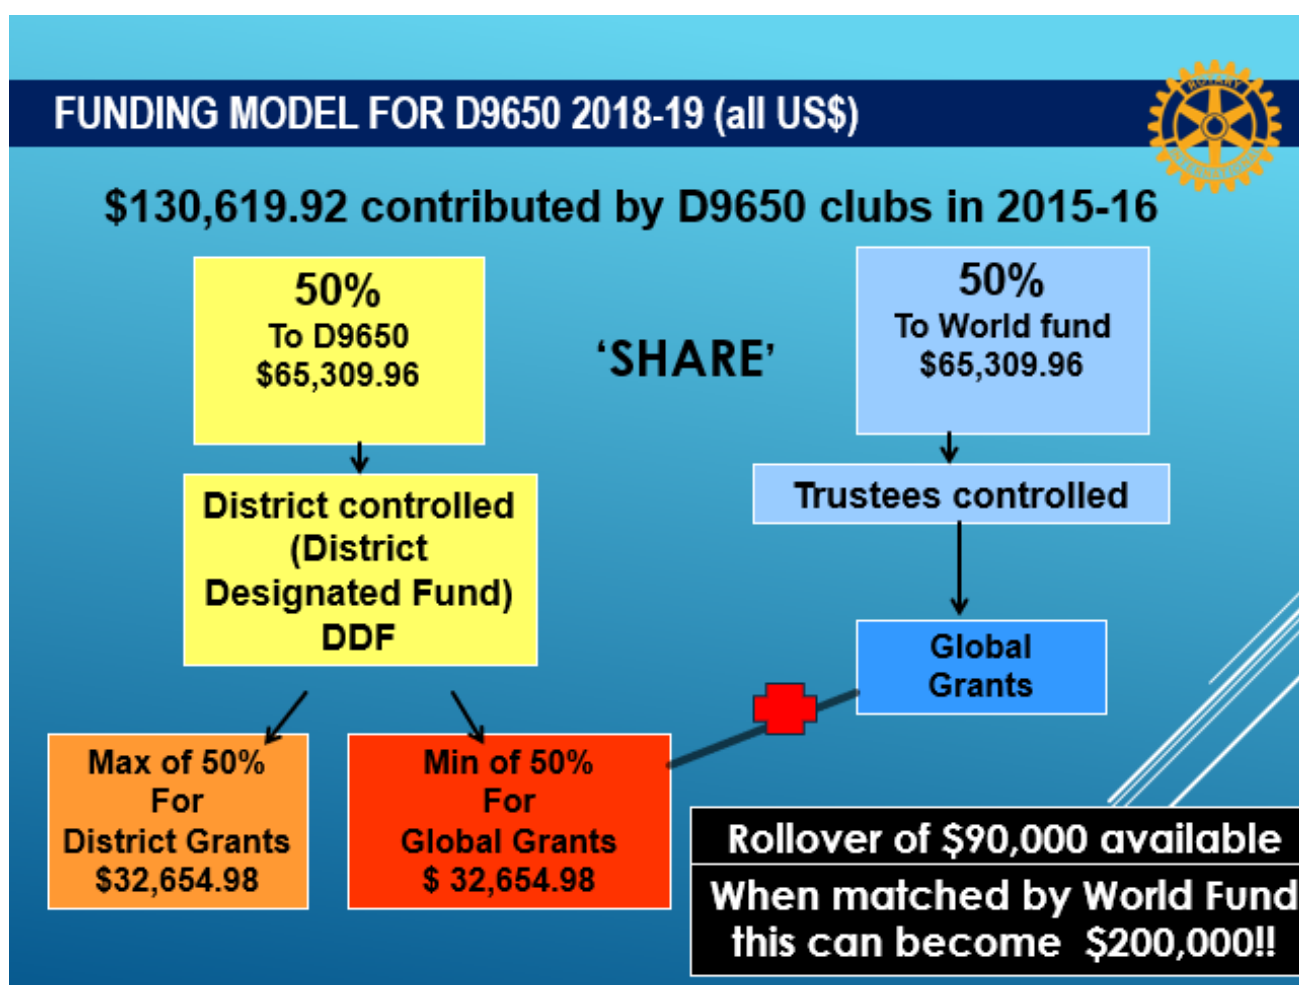 FUNDING MODEL FOR D9650 2018-19 (all US$)
ROTARY
INTERNATIONAL
$130,619.92 contributed by D9650 clubs in 2015-16
50%
To D9650
$65,309.96
‘SHARE’
50%
To World fund
$65,309.96
District controlled
(District
Designated Fund)
DDF
Trustees controlled
Global
Grants
Max of 50%
For
District Grants
$32,654.98
Min of 50%
For
Global Grants
$ 32,654.98
Rollover of $90,000 available
When matched by World Fund
this can become $200,000!!